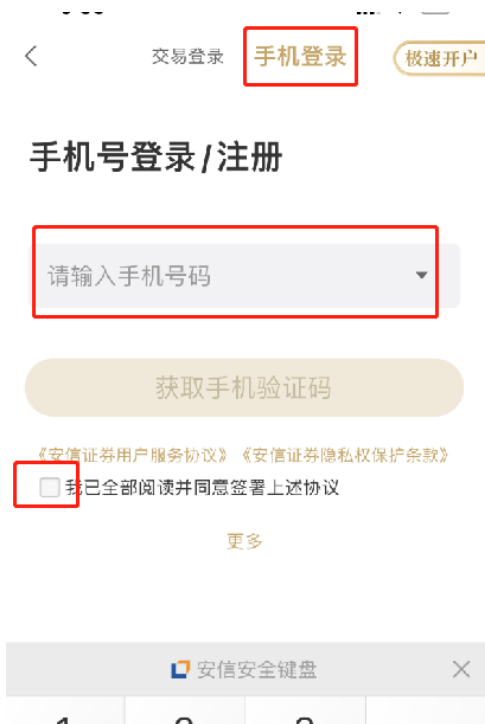 交易登录 手机登录 极速开户
手机号登录/注册
请输入手机号码
获取手机验证码
《安信证券用户服务协议》《安信证券隐私权保护条款》
我已全部阅读并同意签署上述协议
更多
安信安全键盘